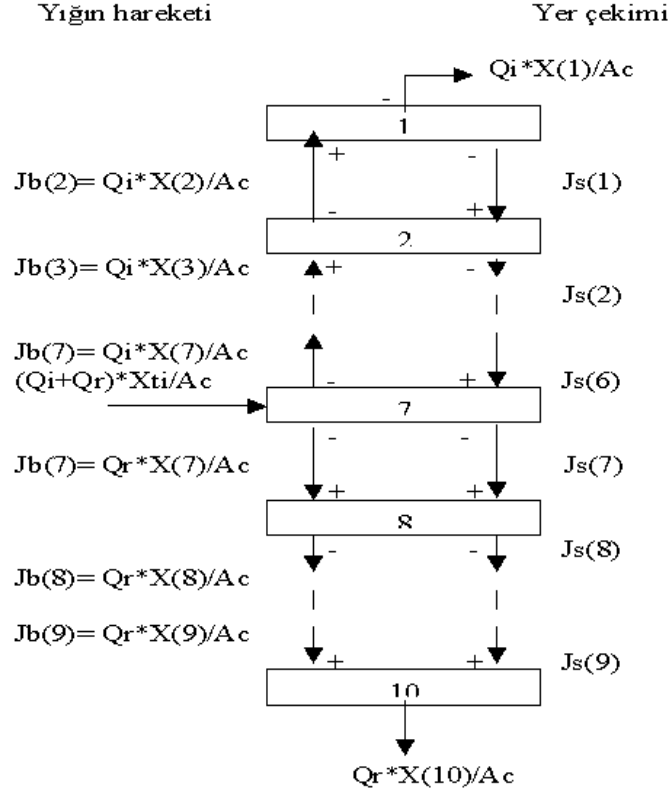 Yığın hareketi Yer çekimi
Qi*X(1)/Ac
-
1
+ -
Jb(2)= Qi*X(2)/Ac Js(1)
- +
2
Jb(3)= Qi*X(3)/Ac + -
Js(2)
Jb(7)= Qi*X(7)/Ac
(Qi+Qr)*Xti/Ac - + Js(6)
7
- -
Jb(7)= Qr*X(7)/Ac Js(7)
+ +
8
- - Js(8)
Jb(8)= Qr*X(8)/Ac
Jb(9)= Qr*X(9)/Ac
+ + Js(9)
10
Qr*X(10)/Ac